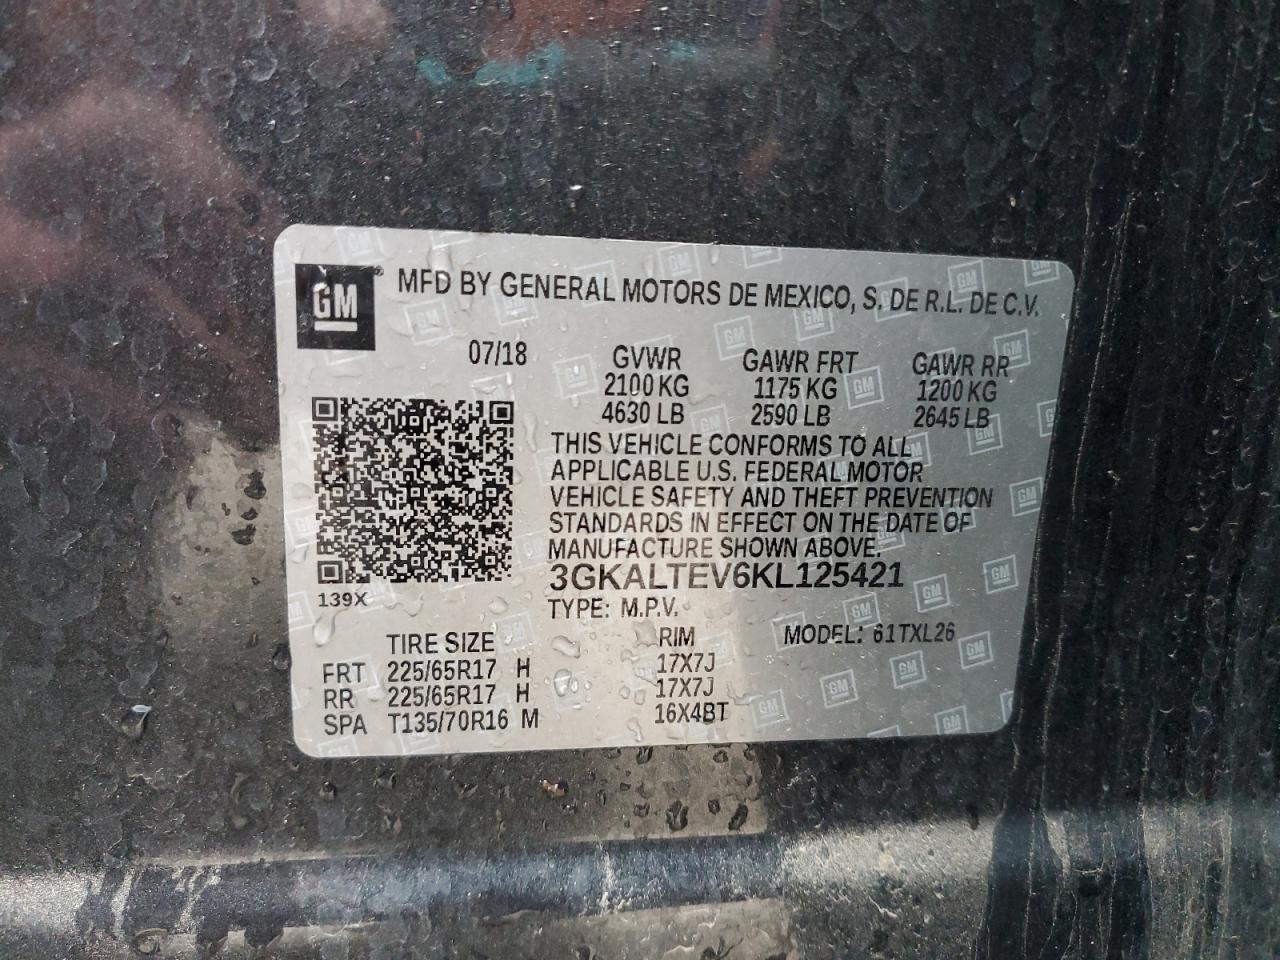 GM
MFD BY GENERAL MOTORS DE MEXICO, S. DE R.L. DE C.V.
07/18 GVWR GAWR FRT GAWR RR
2100 KG 1175 KG 1200 KG
4630 LB 2590 LB 2645 LB
THIS VEHICLE CONFORMS TO ALL
APPLICABLE U.S. FEDERAL MOTOR
VEHICLE SAFETY AND THEFT PREVENTION
STANDARDS IN EFFECT ON THE DATE OF
MANUFACTURE SHOWN ABOVE.
3GKALTEV6KL125421
139X
TYPE: M.P.V.
TIRE SIZE RIM MODEL: 61TXL26
FRT 225/65R17 H 17X7J
RR 225/65R17 H 17X7J
SPA T135/70R16 M 16X4BT